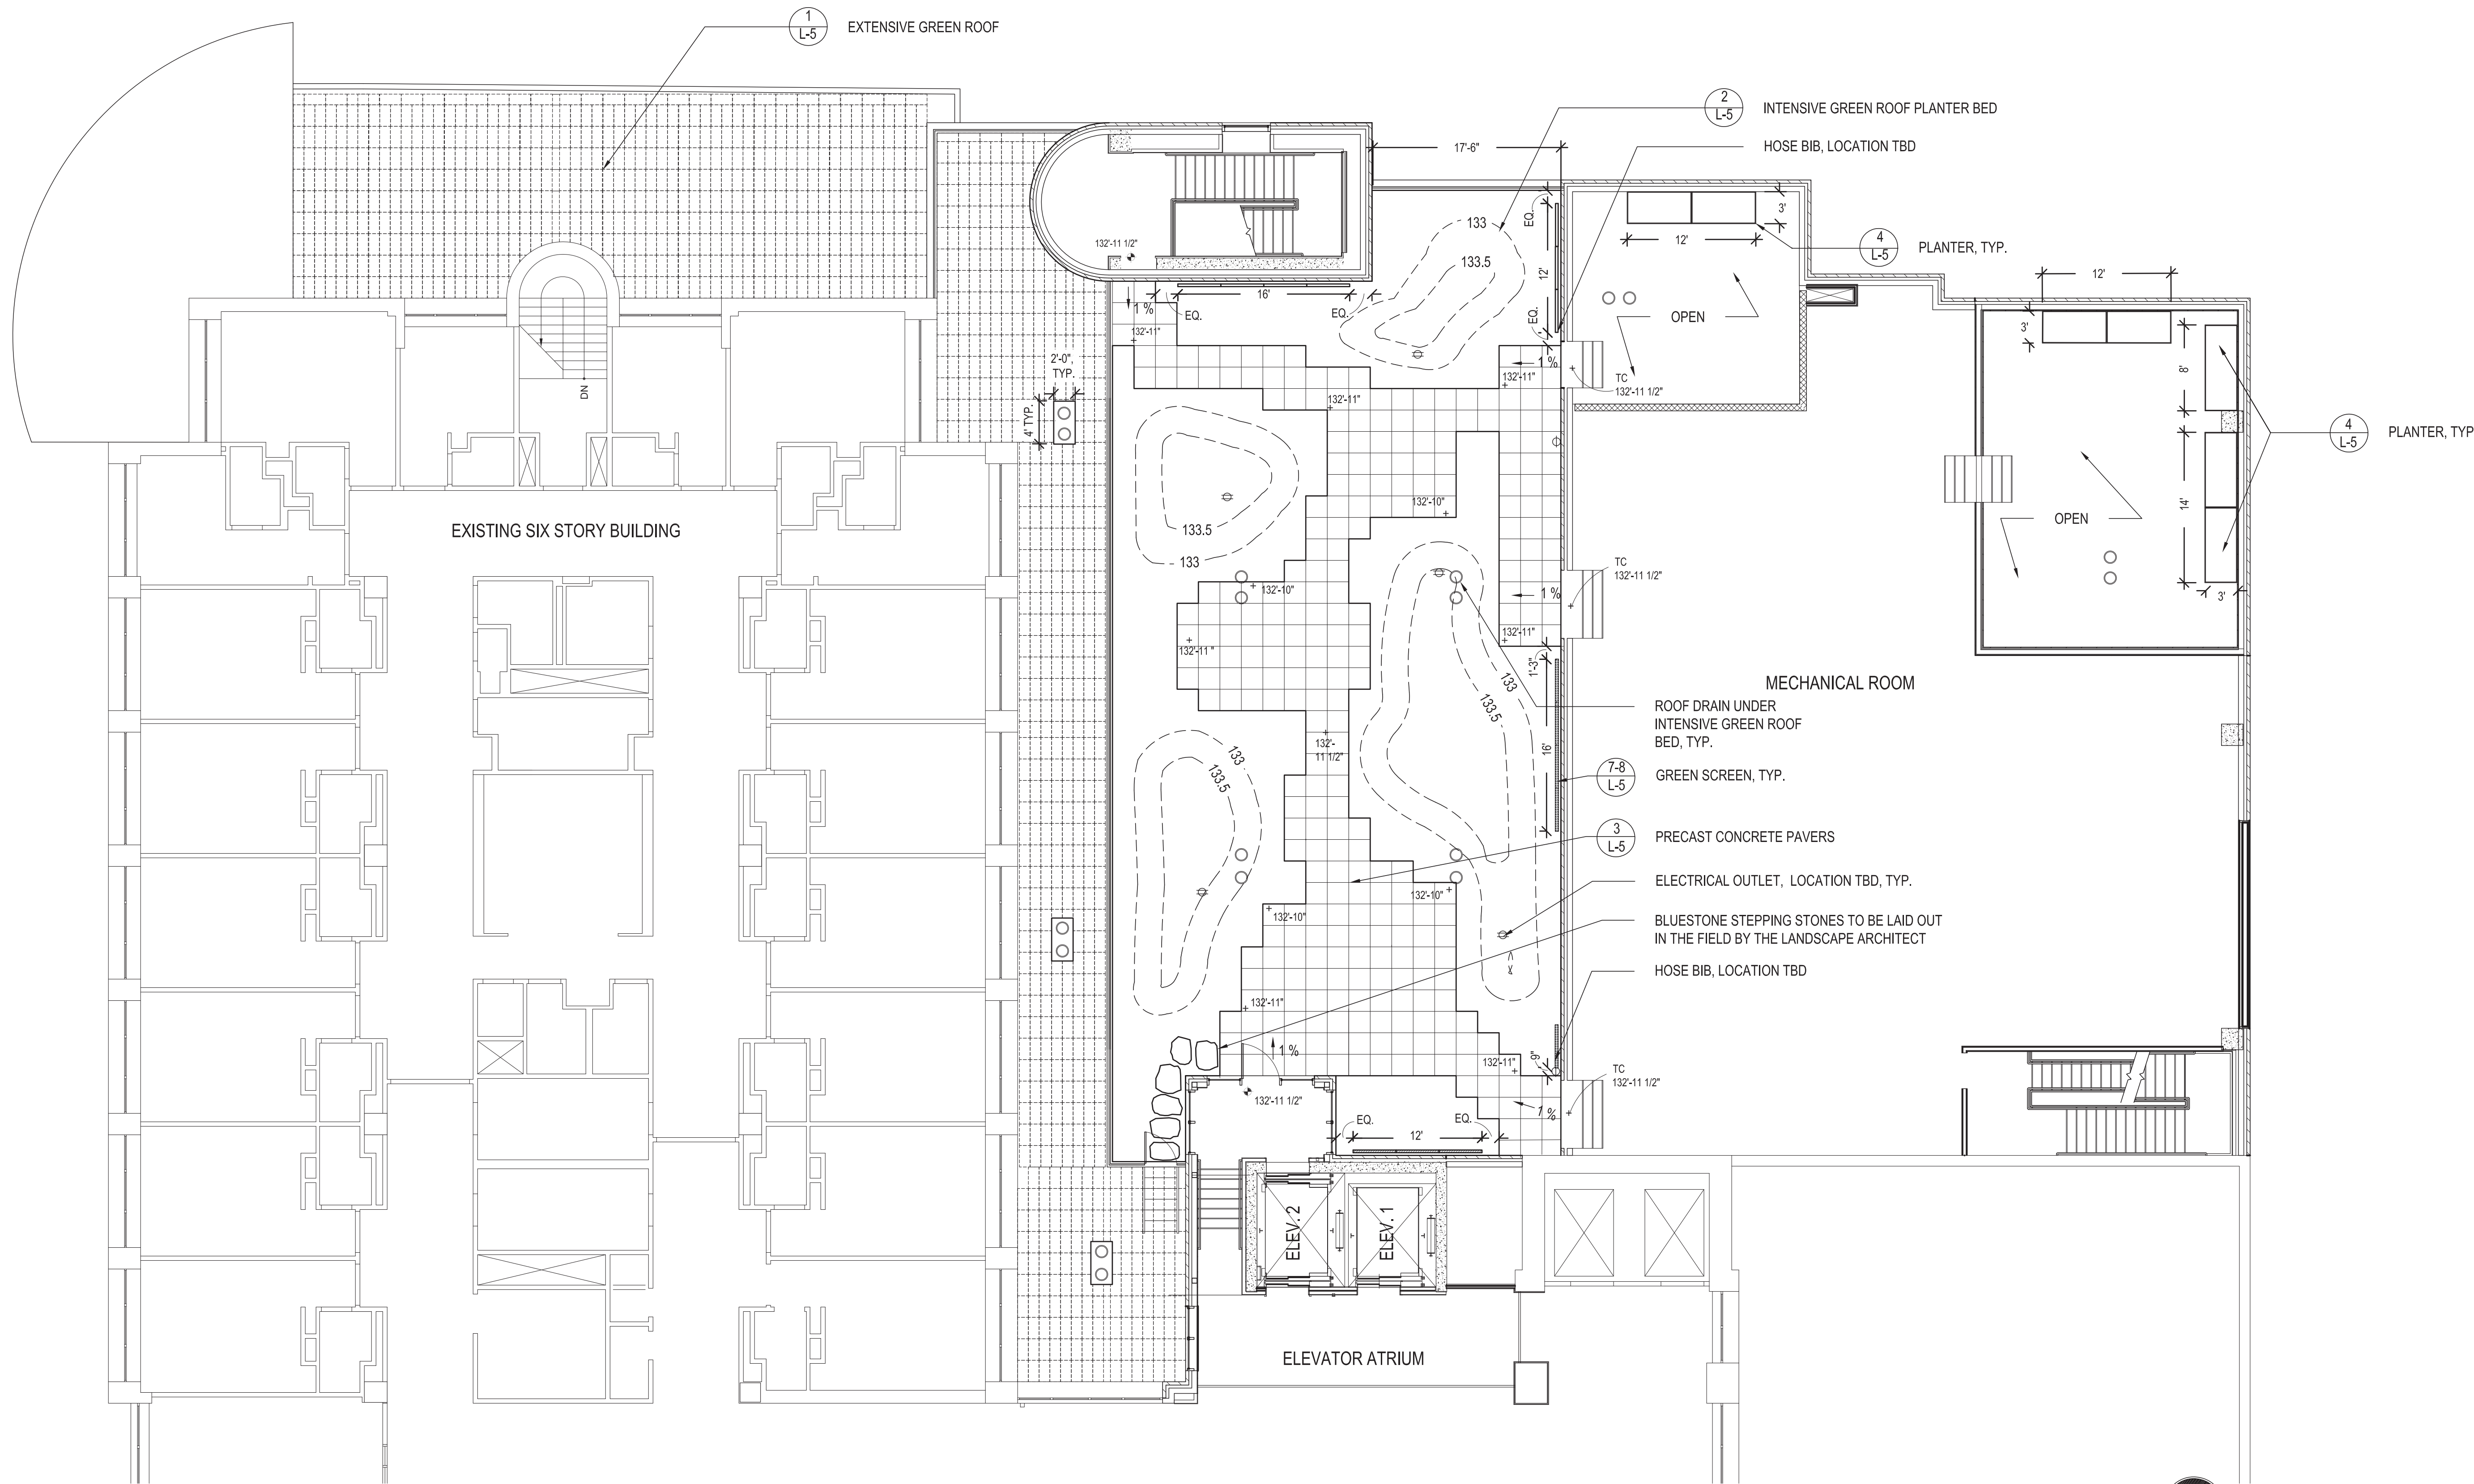 1
L-5
EXTENSIVE GREEN ROOF
2
L-5
INTENSIVE GREEN ROOF PLANTER BED
HOSE BIB, LOCATION TBD
17'-6"
133
133.5
EQ.
12'
EQ.
3'
12'
4
L-5
PLANTER, TYP.
OPEN
132'-11 1/2"
16'
1 %
EQ.
EQ.
132'-11"
1 %
132'-11"
TC
132'-11 1/2"
12'
3'
8'
14'
3'
OPEN
4
L-5
PLANTER, TYP
2'-0",
TYP.
4' TYP.
DN
132'-11"
132'-10"
133.5
133
EXISTING SIX STORY BUILDING
132'-10"
132'-11 "
1 %
TC
132'-11 1/2"
132'-11"
1'-3"
16'
133
133.5
MECHANICAL ROOM
ROOF DRAIN UNDER
INTENSIVE GREEN ROOF
BED, TYP.
132'-
11 1/2"
133
133.5
7-8
L-5
GREEN SCREEN, TYP.
3
L-5
PRECAST CONCRETE PAVERS
132'-10"
132'-10"
ELECTRICAL OUTLET, LOCATION TBD, TYP.
BLUESTONE STEPPING STONES TO BE LAID OUT
IN THE FIELD BY THE LANDSCAPE ARCHITECT
HOSE BIB, LOCATION TBD
132'-11"
1 %
132'-11"
9"
TC
132'-11 1/2"
132'-11 1/2"
1 %
EQ.
12'
EQ.
ELEV. 2
ELEV. 1
ELEVATOR ATRIUM